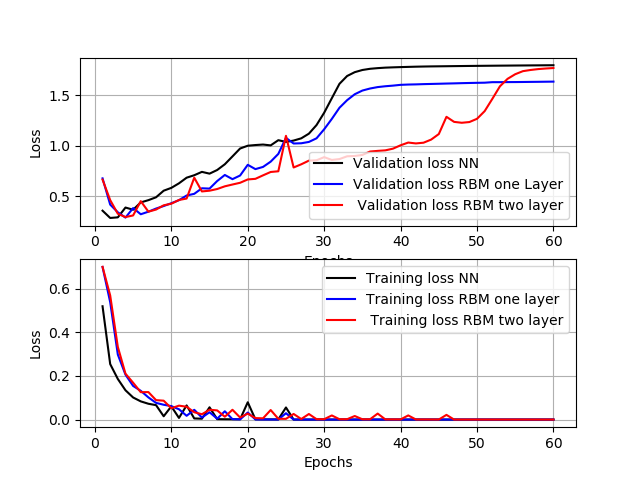 1.5
1.0
0.5
Loss
0 10 20 30 40 50 60
Epochs
Validation loss NN
Validation loss RBM one Layer
Validation loss RBM two layer
0.6
0.4
0.2
0.0
Loss
0 10 20 30 40 50 60
Epochs
Training loss NN
Training loss RBM one layer
Training loss RBM two layer